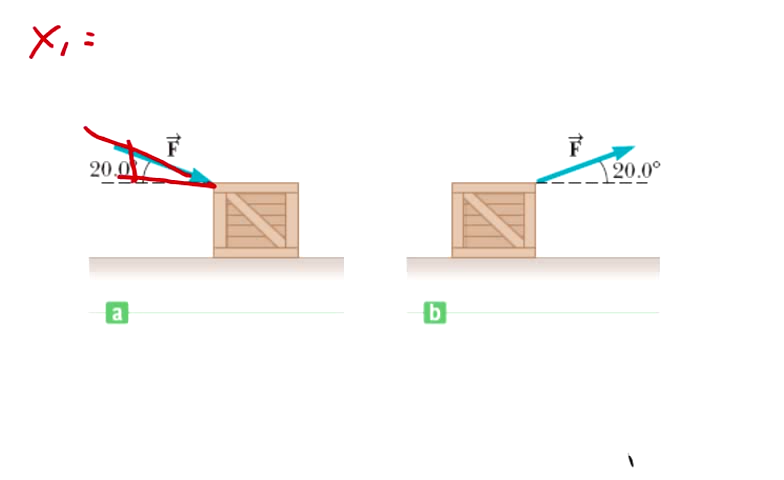 X₁ =
F⃗
20.0°
F⃗
20.0°
a
b